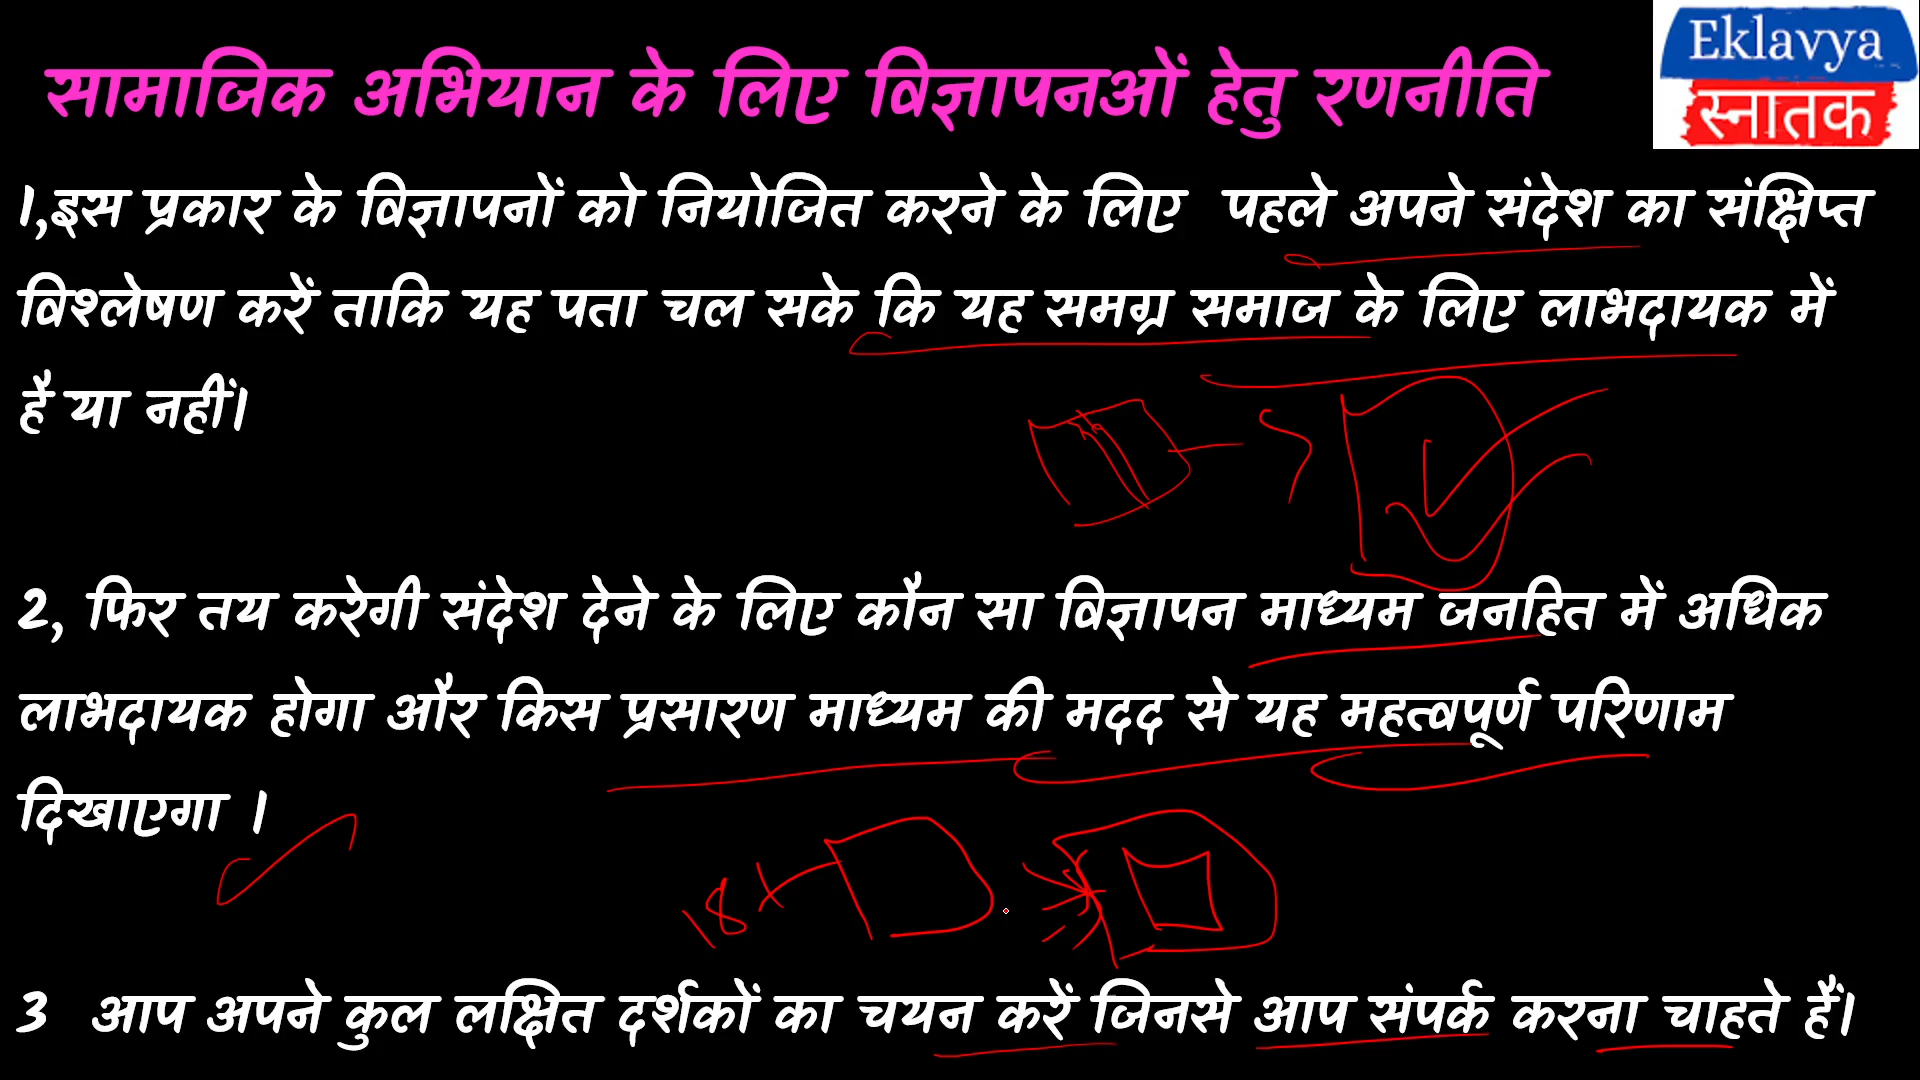 सामाजिक अभियान के लिए विज्ञापनओं हेतु रणनीति
Eklavya
स्नातक
1,इस प्रकार के विज्ञापनों को नियोजित करने के लिए पहले अपने संदेश का संक्षिप्त
विश्लेषण करें ताकि यह पता चल सके कि यह समग्र समाज के लिए लाभदायक में
है या नहीं।
2, फिर तय करेगी संदेश देने के लिए कौन सा विज्ञापन माध्यम जनहित में अधिक
लाभदायक होगा और किस प्रसारण माध्यम की मदद से यह महत्वपूर्ण परिणाम
दिखाएगा ।
18+
3 आप अपने कुल लक्षित दर्शकों का चयन करें जिनसे आप संपर्क करना चाहते हैं।